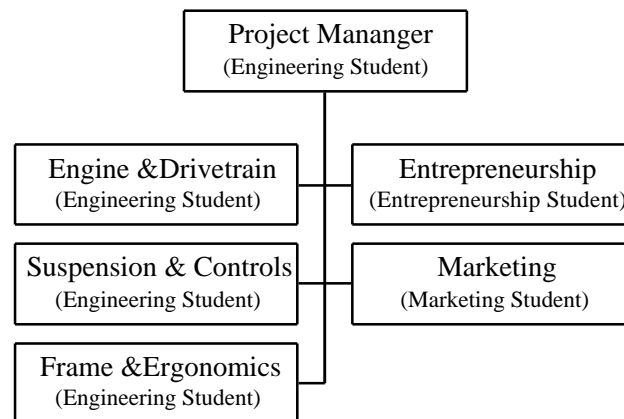 Project Mananger
(Engineering Student)
Engine &Drivetrain
(Engineering Student)
Entrepreneurship
(Entrepreneurship Student)
Suspension & Controls
(Engineering Student)
Marketing
(Marketing Student)
Frame &Ergonomics
(Engineering Student)